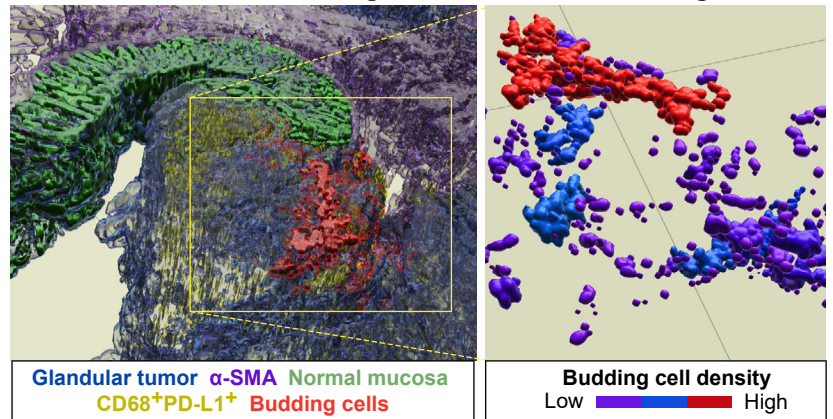 Glandular tumor α-SMA Normal mucosa
CD68+PD-L1+ Budding cells
Budding cell density
Low High